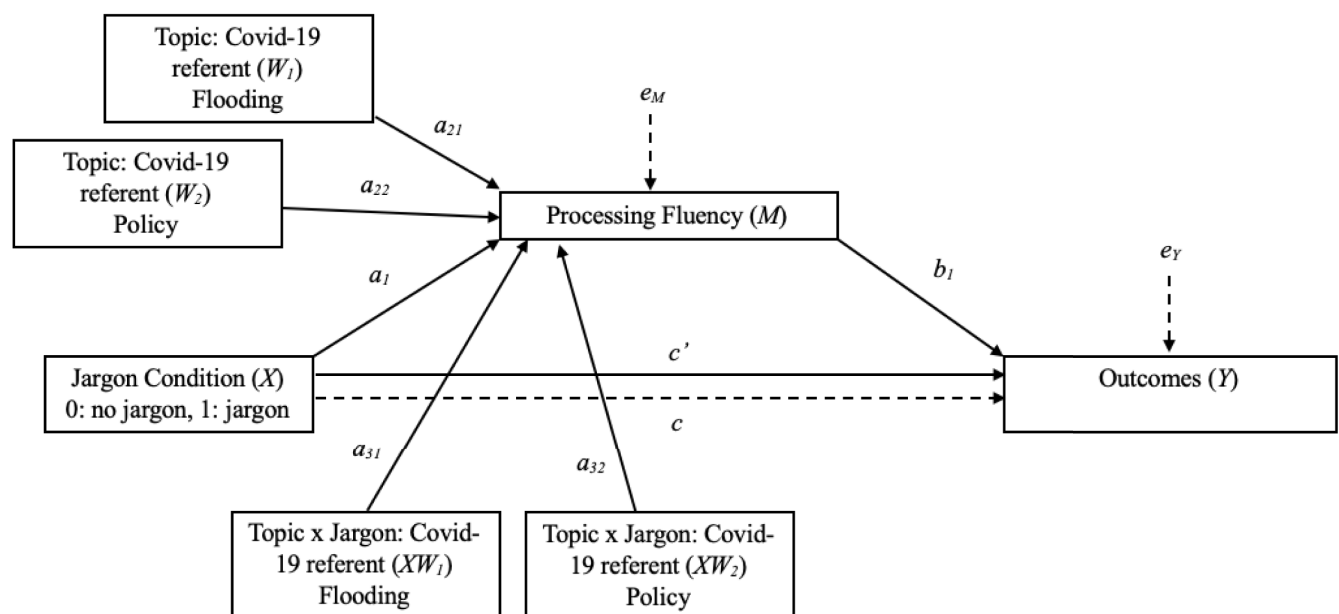 Topic: Covid-19
referent (W1)
Flooding
eM
a21
Topic: Covid-19
referent (W2)
Policy
a22
Processing Fluency (M)
a1
b1
eY
Jargon Condition (X)
0: no jargon, 1: jargon
c’
c
Outcomes (Y)
a31
a32
Topic x Jargon: Covid-
19 referent (XW1)
Flooding
Topic x Jargon: Covid-
19 referent (XW2)
Policy